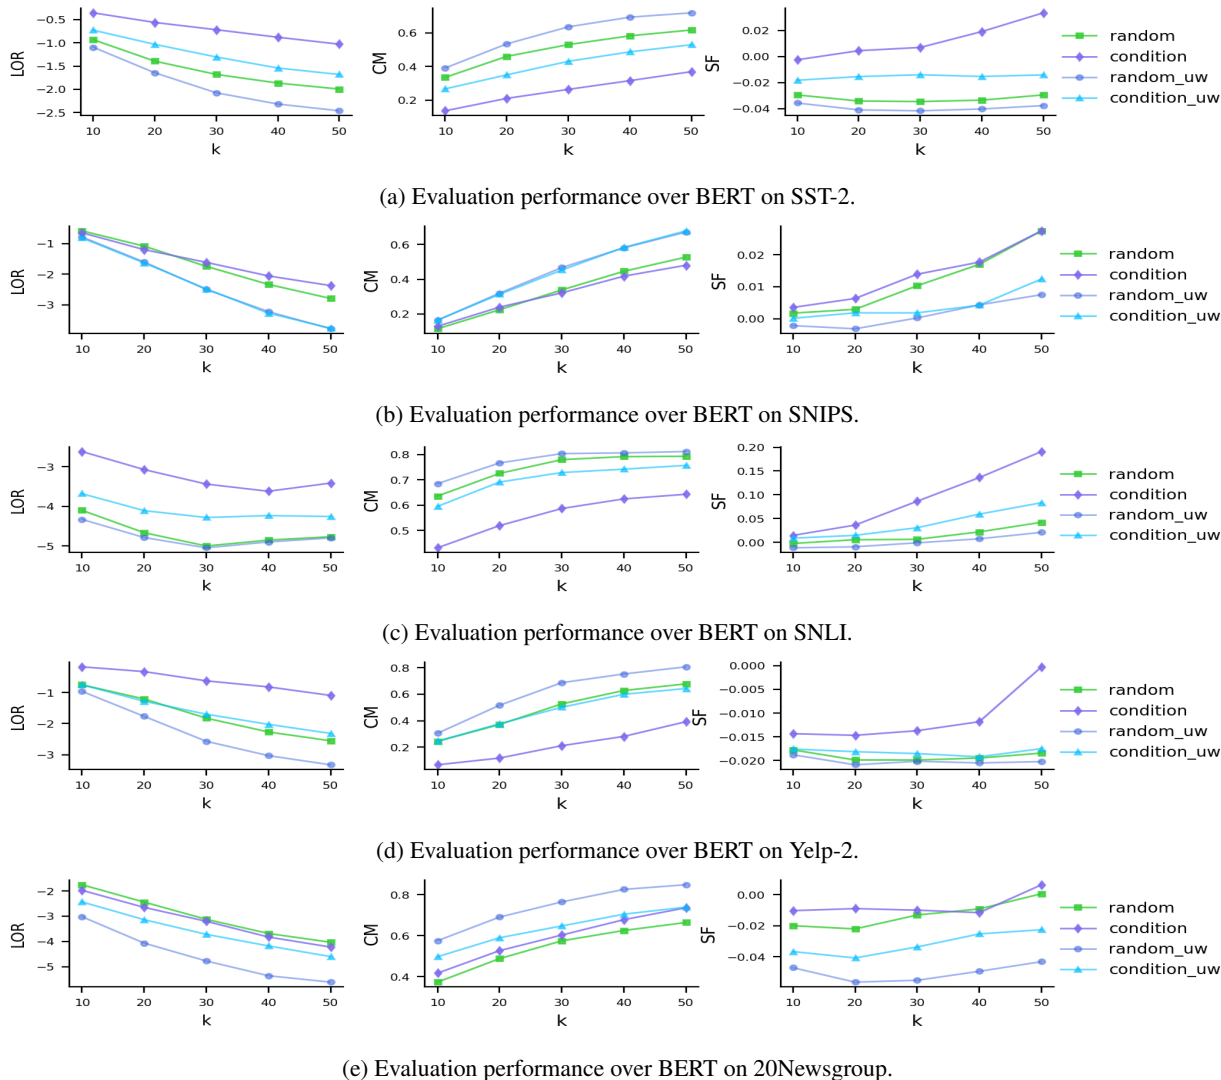 LOR
−0.5
−1.0
−1.5
−2.0
−2.5
10 20 30 40 50
k
CM
0.6
0.4
0.2
10 20 30 40 50
k
SF
0.02
0.00
−0.02
−0.04
10 20 30 40 50
k
random
condition
random_uw
condition_uw
(a) Evaluation performance over BERT on SST-2.
LOR
−1
−2
−3
10 20 30 40 50
k
CM
0.6
0.4
0.2
10 20 30 40 50
k
SF
0.02
0.01
0.00
10 20 30 40 50
k
random
condition
random_uw
condition_uw
(b) Evaluation performance over BERT on SNIPS.
LOR
−3
−4
−5
10 20 30 40 50
k
CM
0.8
0.7
0.6
0.5
10 20 30 40 50
k
SF
0.20
0.15
0.10
0.05
0.00
10 20 30 40 50
k
random
condition
random_uw
condition_uw
(c) Evaluation performance over BERT on SNLI.
LOR
−1
−2
−3
10 20 30 40 50
k
CM
0.8
0.6
0.4
0.2
10 20 30 40 50
k
SF
0.000
−0.005
−0.010
−0.015
−0.020
10 20 30 40 50
k
random
condition
random_uw
condition_uw
(d) Evaluation performance over BERT on Yelp-2.
LOR
−2
−3
−4
−5
10 20 30 40 50
k
CM
0.8
0.6
0.4
10 20 30 40 50
k
SF
0.00
−0.02
−0.04
10 20 30 40 50
k
random
condition
random_uw
condition_uw
(e) Evaluation performance over BERT on 20Newsgroup.